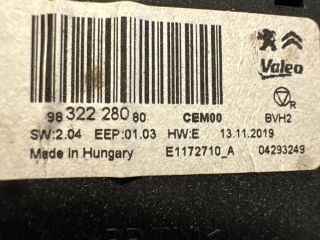 Valeo
98 322 280 80 CEM00 BVH2
R
SW:2.04 EEP:01.03 HW:E 13.11.2019
Made In Hungary E1172710_A 04293249